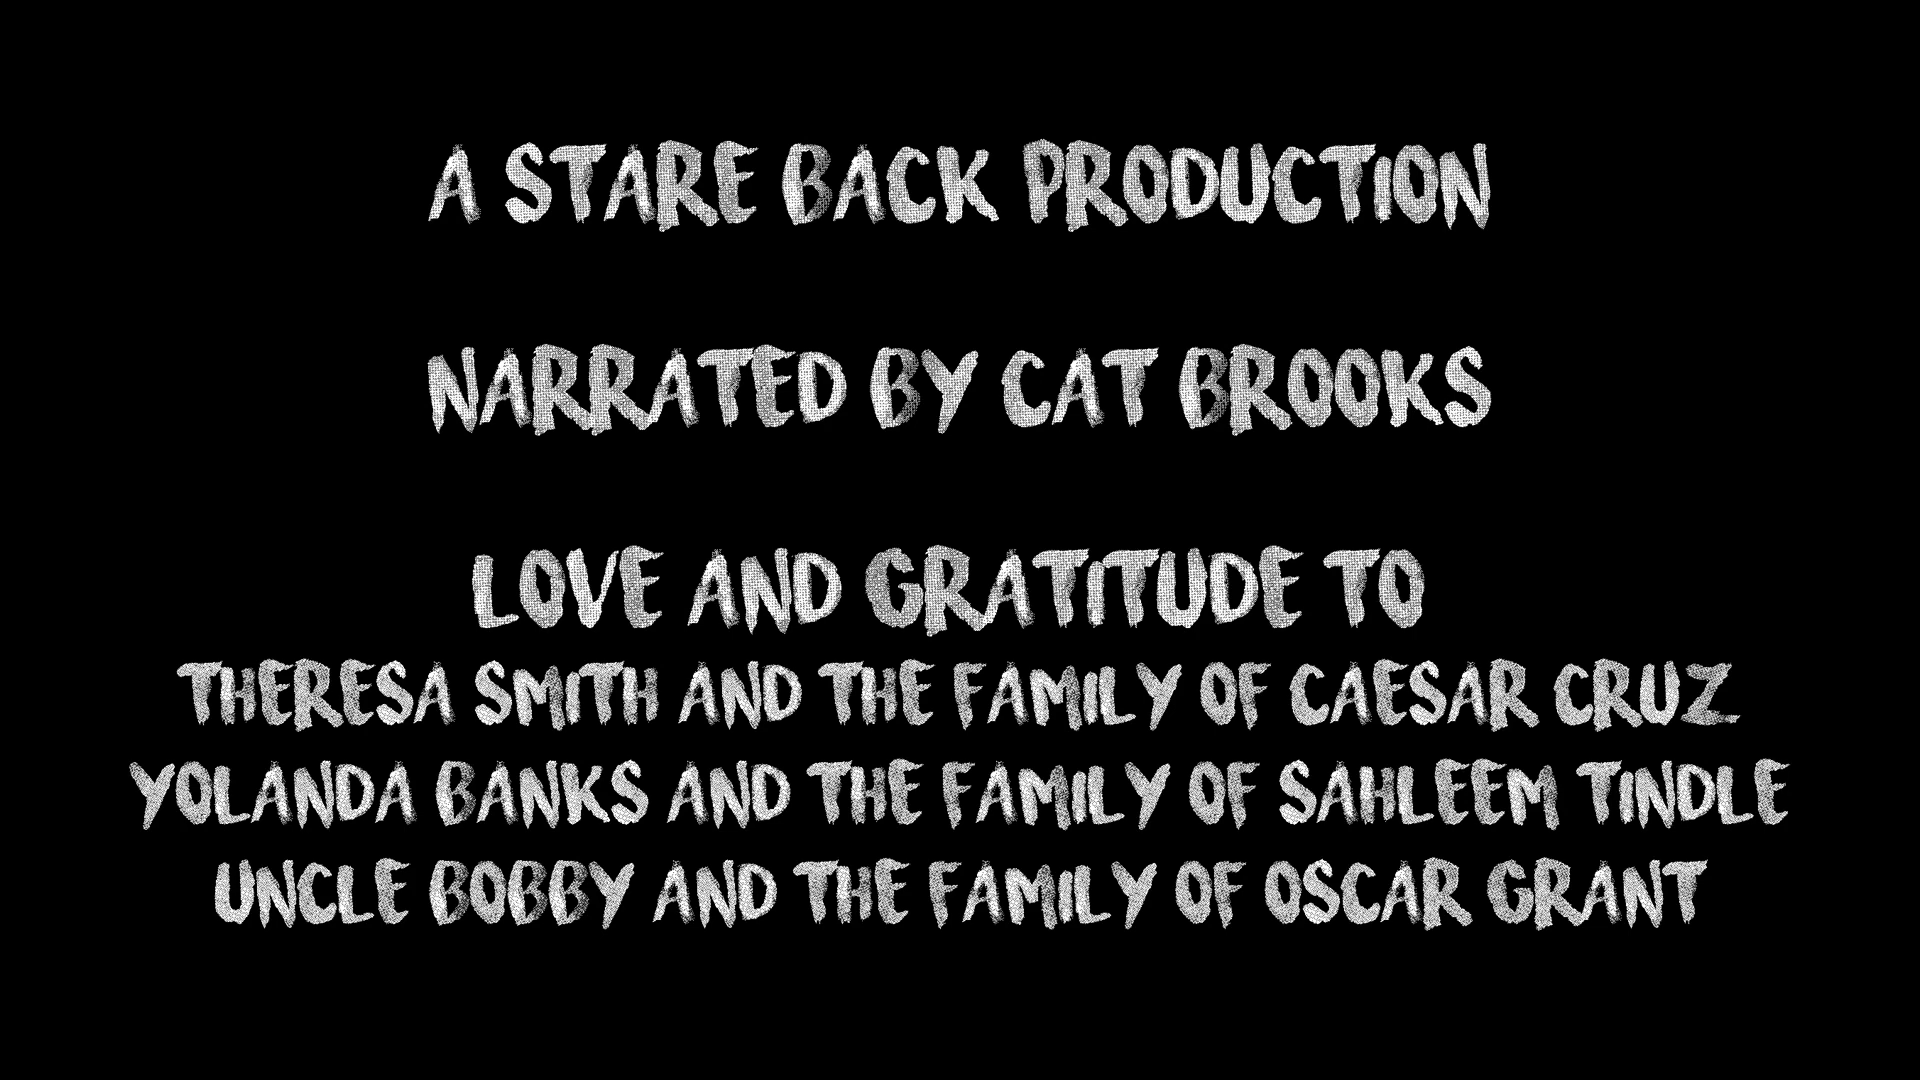 A STARE BACK PRODUCTION
NARRATED BY CAT BROOKS
LOVE AND GRATITUDE TO
THERESA SMITH AND THE FAMILY OF CAESAR CRUZ
YOLANDA BANKS AND THE FAMILY OF SAHLEEM TINDLE
UNCLE BOBBY AND THE FAMILY OF OSCAR GRANT